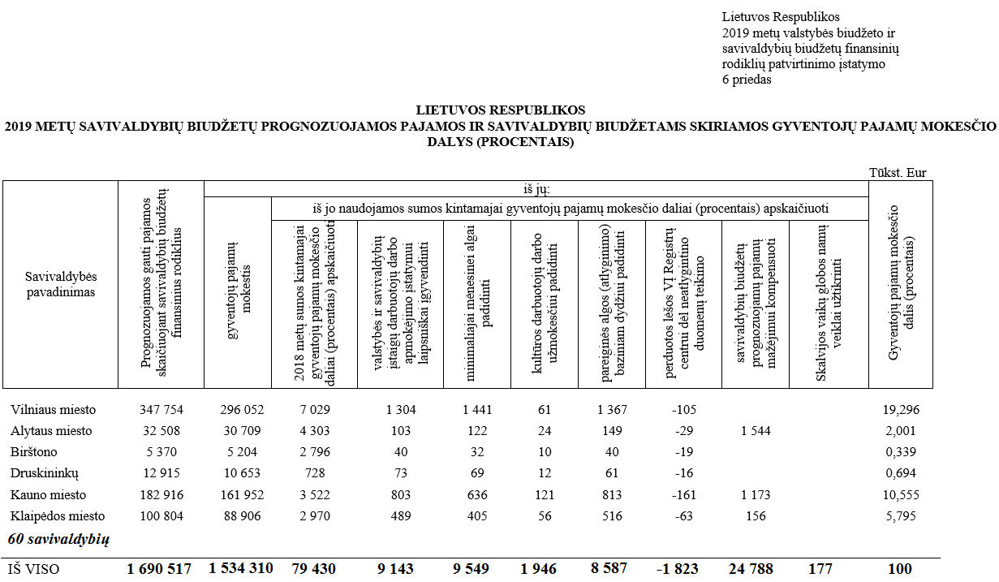 Lietuvos Respublikos
2019 metų valstybės biudžeto ir
savivaldybių biudžetų finansinių
rodiklių patvirtinimo įstatymo
6 priedas
LIETUVOS RESPUBLIKOS
2019 METŲ SAVIVALDYBIŲ BIUDŽETŲ PROGNOZUOJAMOS PAJAMOS IR SAVIVALDYBIŲ BIUDŽETAMS SKIRIAMOS GYVENTOJŲ PAJAMŲ MOKESČIO
DALYS (PROCENTAIS)
Tūkst. Eur
Savivaldybės
pavadinimas
Prognozuojamos gauti pajamos
skaičiuojant savivaldybių biudžetų
finansinius rodiklius
iš jų:
gyventojų pajamų
mokestis
iš jo naudojamos sumos kintamajai gyventojų pajamų mokesčio daliai (procentais) apskaičiuoti
2018 metų sumos kintamajai
gyventojų pajamų mokesčio
daliai (procentais) apskaičiuoti
valstybės ir savivaldybių
įstaigų darbuotojų darbo
apmokėjimo įstatymui
laipsniškai įgyvendinti
minimaliajai mėnesinei algai
padidinti
kultūros darbuotojų darbo
užmokesčiui padidinti
pareiginės algos (atlyginimo)
baziniam dydžiui padidinti
perduotos lėšos VĮ Registrų
centrui dėl neatlygintino
duomenų teikimo
savivaldybių biudžetų
prognozuojamų pajamų
mažėjimui kompensuoti
Skalvijos vaikų globos namų
veiklai užtikrinti
Gyventojų pajamų mokesčio
dalis (procentais)
Vilniaus miesto 347 754 296 052 7 029 1 304 1 441 61 1 367 -105 19,296
Alytaus miesto 32 508 30 709 4 303 103 122 24 149 -29 1 544 2,001
Birštono 5 370 5 204 2 796 40 32 10 40 -19 0,339
Druskininkų 12 915 10 653 728 73 69 12 61 -16 0,694
Kauno miesto 182 916 161 952 3 522 803 636 121 813 -161 1 173 10,555
Klaipėdos miesto 100 804 88 906 2 970 489 405 56 516 -63 156 5,795
60 savivaldybių
IŠ VISO 1 690 517 1 534 310 79 430 9 143 9 549 1 946 8 587 -1 823 24 788 177 100